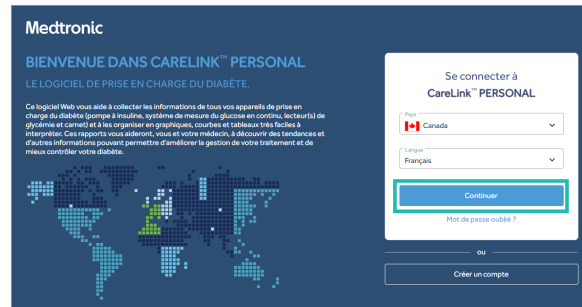 Medtronic
BIENVENUE DANS CARELINK™ PERSONAL
LE LOGICIEL DE PRISE EN CHARGE DU DIABÈTE.
Ce logiciel Web vous aide à collecter les informations de tous vos appareils de prise en
charge du diabète (pompe à insuline, système de mesure du glucose en continu, lecteur(s) de
glycémie et carnet) et à les organiser en graphiques, courbes et tableaux très faciles à
interpréter. Ces rapports vous aideront, vous et votre médecin, à découvrir des tendances et
d'autres informations pouvant permettre d'améliorer la gestion de votre traitement et de
mieux contrôler votre diabète.
Se connecter à
CareLink™ PERSONAL
Pays
Canada
Langue
Français
Continuer
Mot de passe oublié ?
ou
Créer un compte